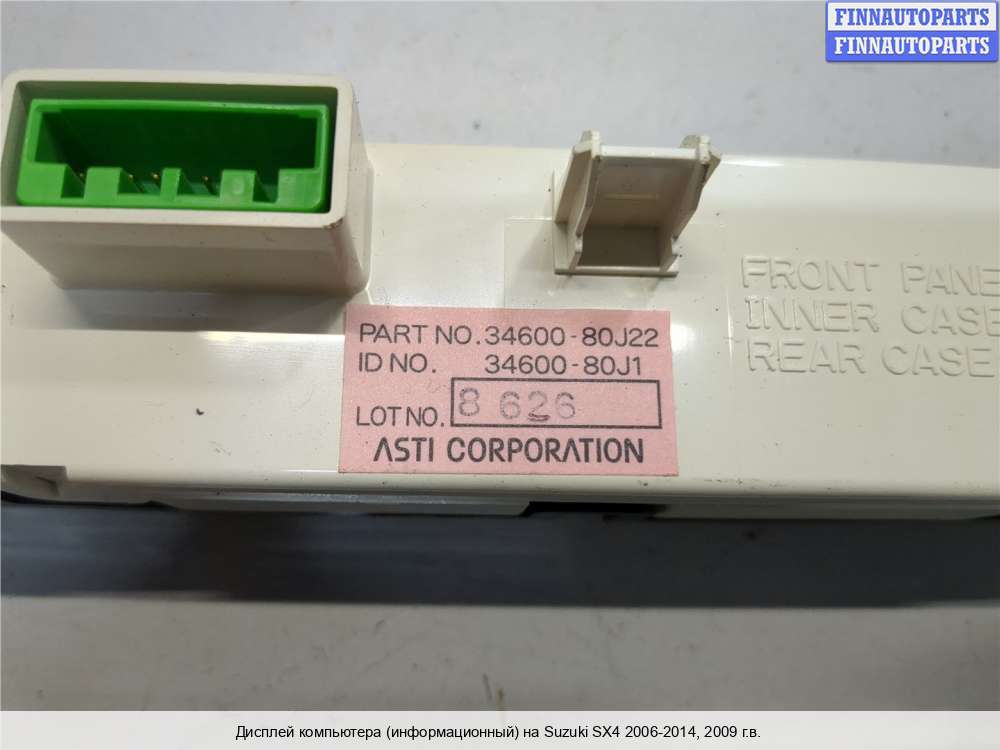 FINNAUTOPARTS
FINNAUTOPARTS
FRONT PANE
INNER CASE
REAR CASE
PART NO. 34600-80J22
ID NO. 34600-80J1
LOT NO. 8 626
ASTI CORPORATION
Дисплей компьютера (информационный) на Suzuki SX4 2006-2014, 2009 г.в.